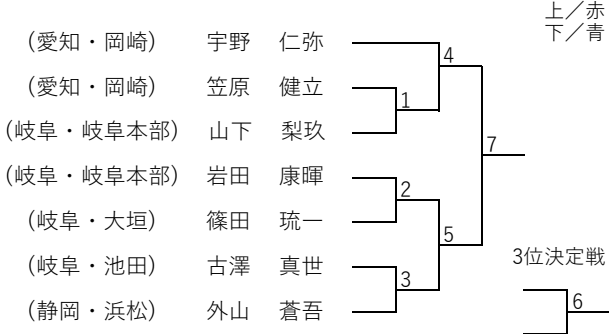 上／赤
下／青
(愛知・岡崎) 宇野 仁弥
4
(愛知・岡崎) 笠原 健立
1
(岐阜・岐阜本部) 山下 梨玖
7
(岐阜・岐阜本部) 岩田 康暉
2
(岐阜・大垣) 篠田 琉一
5
(岐阜・池田) 古澤 真世
3位決定戦
3
(静岡・浜松) 外山 蒼吾
6